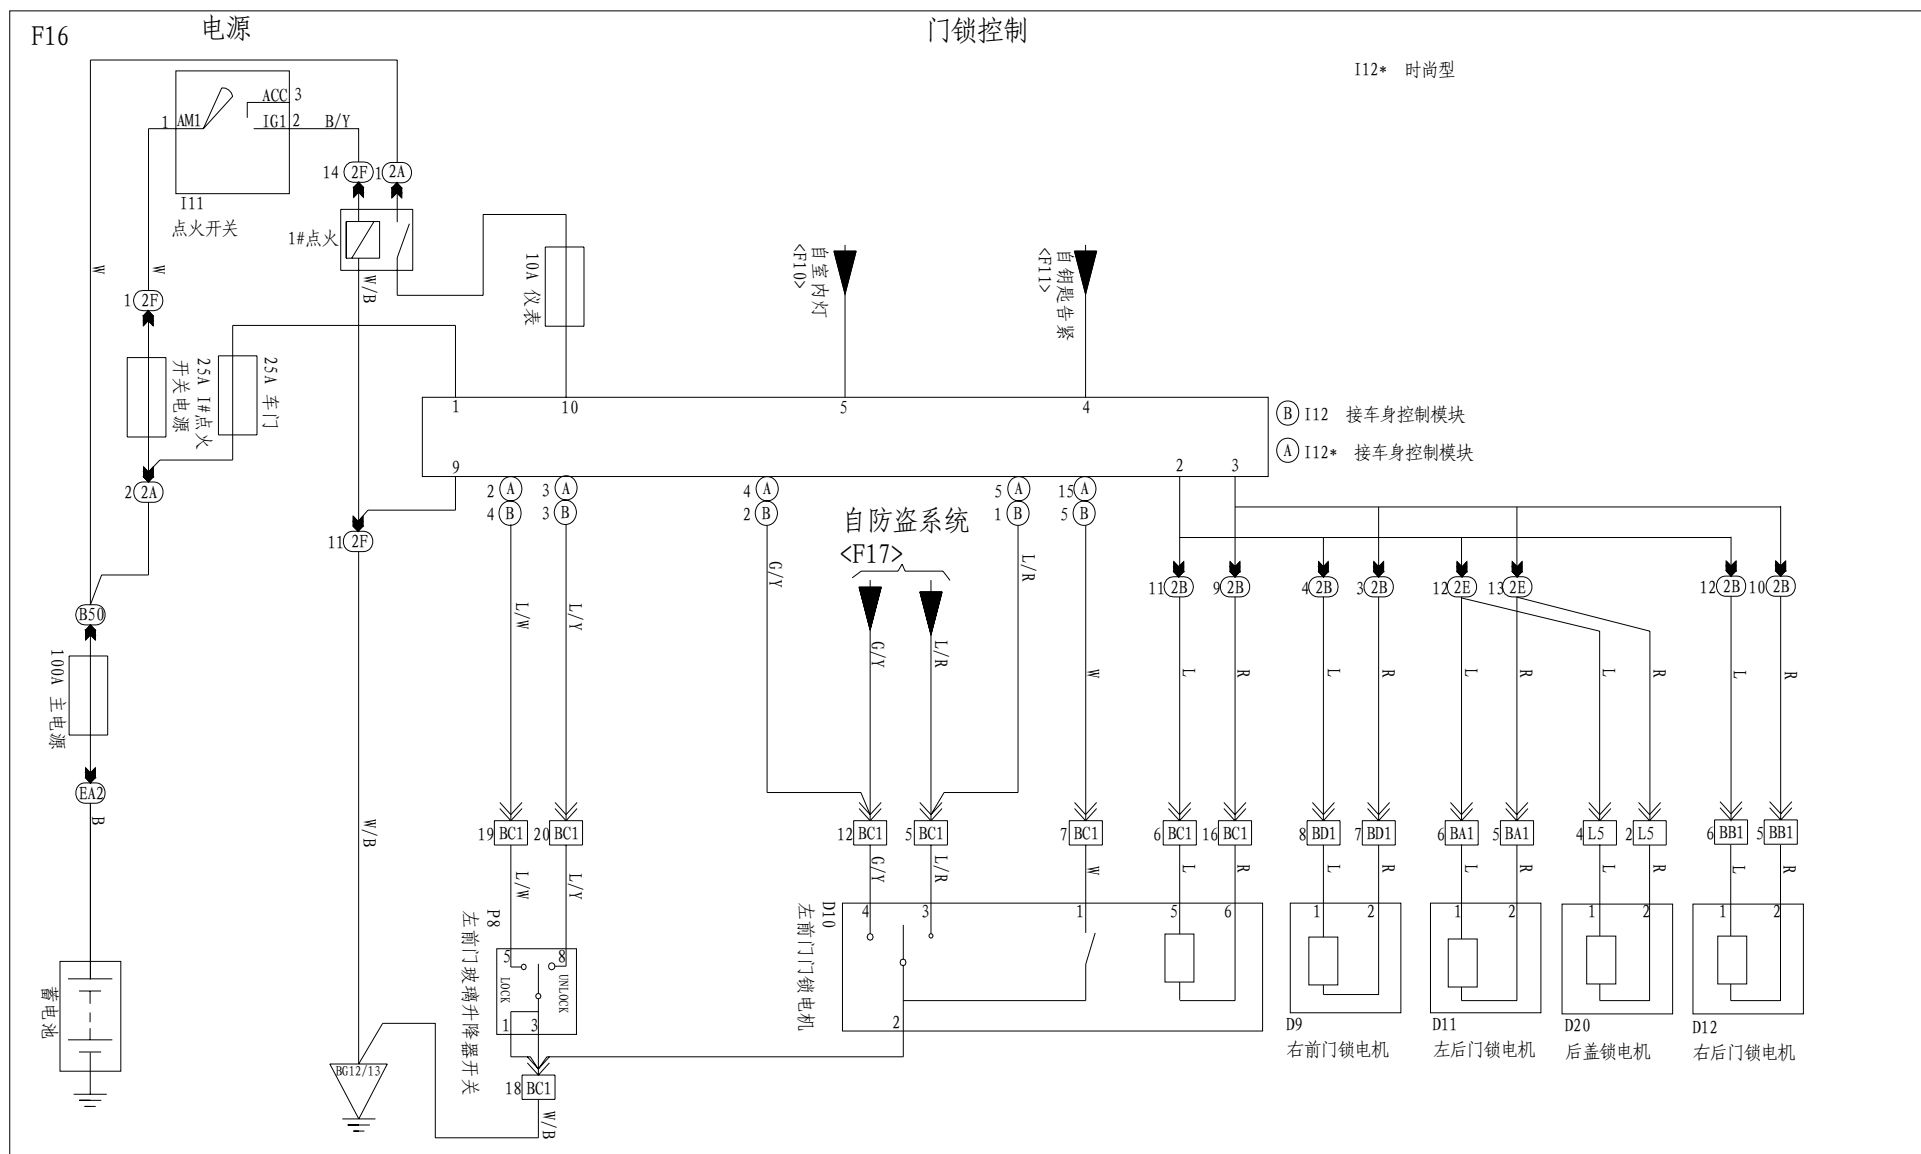 F16
电源
门锁控制
I12* 时尚型
ACC 3
1 AM1
IG1 2 B/Y
14 2F
1 2A
I11
点火开关
1#点火
W
W
W/B
10A 仪表
自室内灯
<F10>
自钥匙告紧
<F11>
1 2F
25A I#点火
开关电源
25A 车门
2 2A
1 10 5 4
B I12 接车身控制模块
A I12* 接车身控制模块
9 2 3
2 A 3 A 4 A 5 A 15 A
4 B 3 B 2 B 1 B 5 B
自防盗系统
<F17>
11 2F
G/Y
L/R
11 2B 9 2B 4 2B 3 2B 12 2E 13 2E 12 2B 10 2B
B50
L/W L/Y
G/Y L/R W L R L R L R L R L R
100A 主电源
EA2
B
W/B
19 BC1 20 BC1 12 BC1 5 BC1 7 BC1 6 BC1 16 BC1 8 BD1 7 BD1 6 BA1 5 BA1 4 L5 2 L5 6 BB1 5 BB1
L/W L/Y G/Y L/R W L R L R L R L R L R
P8
左前门玻璃升降器开关
D10
左前门门锁电机
4 3 1 5 6
1 2 1 2 1 2 1 2
5 8
LOCK UNLOCK
1 3
2
蓄电池
D9
右前门锁电机
D11
左后门锁电机
D20
后盖锁电机
D12
右后门锁电机
BG12/13
18 BC1
W/B